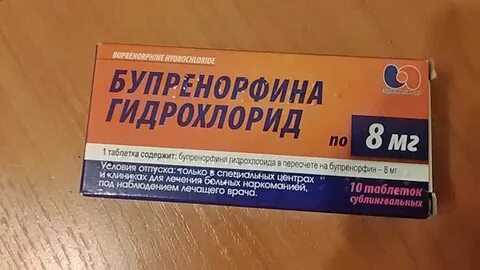 BUPRENORPHINE HYDROCHLORIDE
БУПРЕНОРФИНА
ГИДРОХЛОРИД
по 8 мг
1 таблетка содержит: бупренорфина гидрохлорида в пересчете на бупренорфин – 8 мг
Условия отпуска: только в специальных центрах
и клиниках для лечения больных наркоманией,
под наблюдением лечащего врача.
10 таблеток
сублингвальных